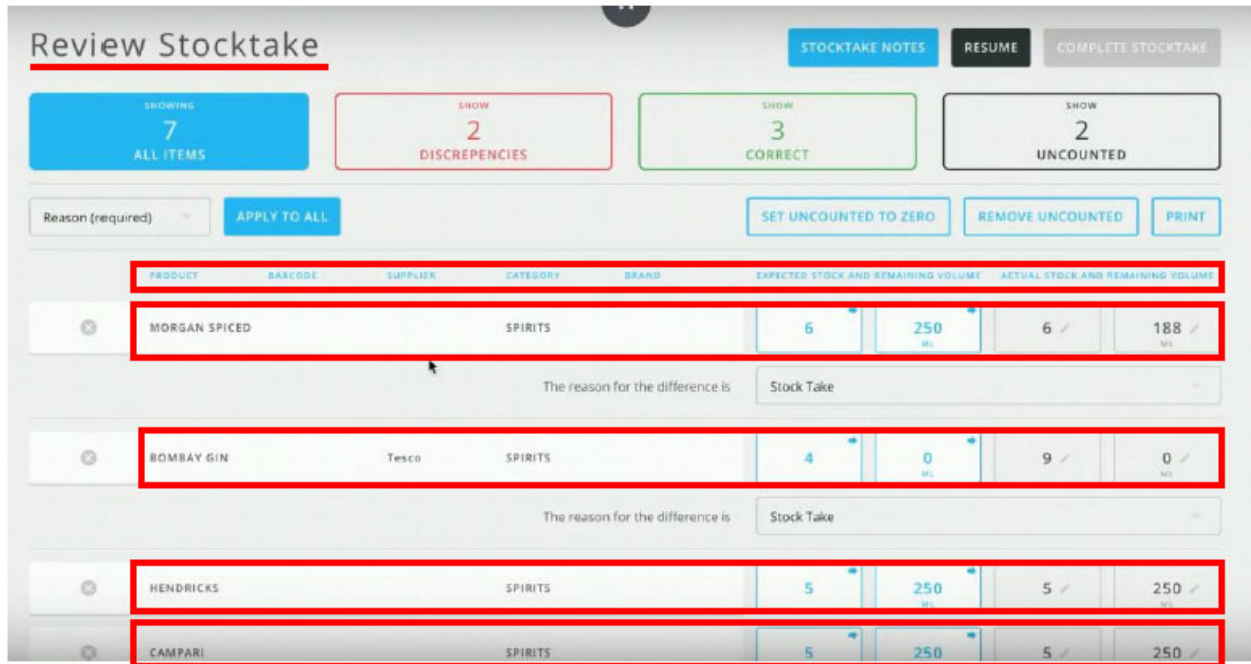 Review Stocktake
STOCKTAKE NOTES RESUME COMPLETE STOCKTAKE
SHOWING SHOW SHOW SHOW
7 2 3 2
ALL ITEMS DISCREPENCIES CORRECT UNCOUNTED
Reason (required) APPLY TO ALL SET UNCOUNTED TO ZERO REMOVE UNCOUNTED PRINT
PRODUCT BARCODE SUPPLIER CATEGORY BRAND EXPECTED STOCK AND REMAINING VOLUME ACTUAL STOCK AND REMAINING VOLUME
MORGAN SPICED SPIRITS 6 250 6 188
ML ML
The reason for the difference is Stock Take
BOMBAY GIN Tesco SPIRITS 4 0 9 0
ML ML
The reason for the difference is Stock Take
HENDRICKS SPIRITS 5 250 5 250
ML ML
CAMPARI SPIRITS 5 250 5 250